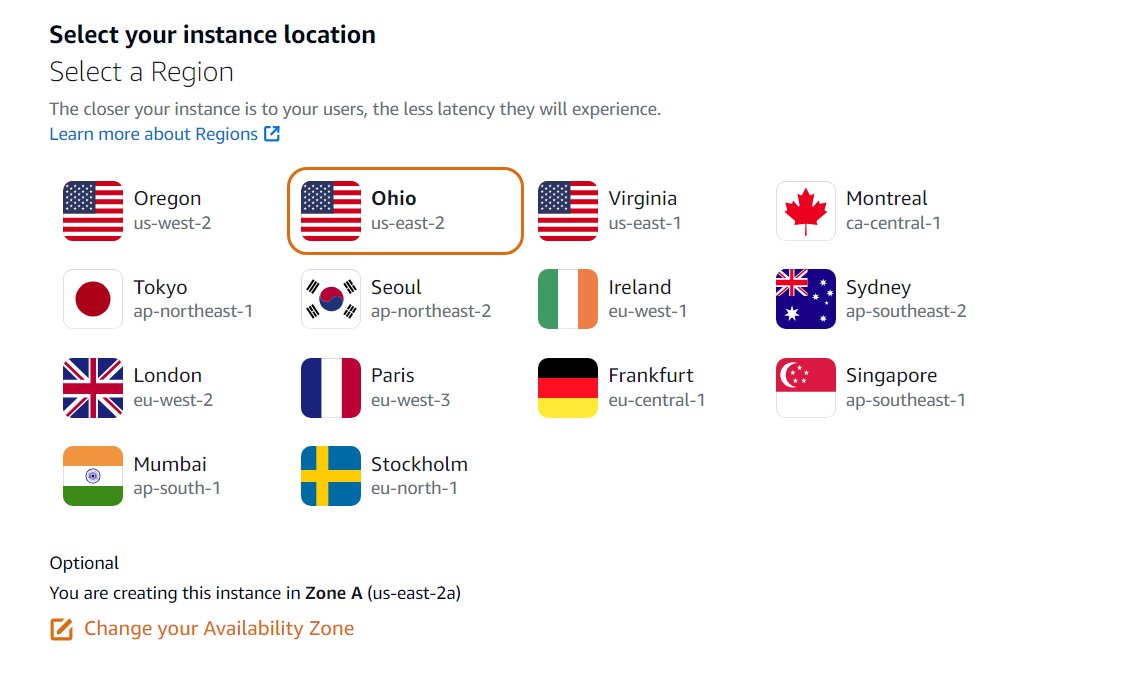 Select your instance location
Select a Region
The closer your instance is to your users, the less latency they will experience.
Learn more about Regions
Oregon
us-west-2
Ohio
us-east-2
Virginia
us-east-1
Montreal
ca-central-1
Tokyo
ap-northeast-1
Seoul
ap-northeast-2
Ireland
eu-west-1
Sydney
ap-southeast-2
London
eu-west-2
Paris
eu-west-3
Frankfurt
eu-central-1
Singapore
ap-southeast-1
Mumbai
ap-south-1
Stockholm
eu-north-1
Optional
You are creating this instance in Zone A (us-east-2a)
Change your Availability Zone